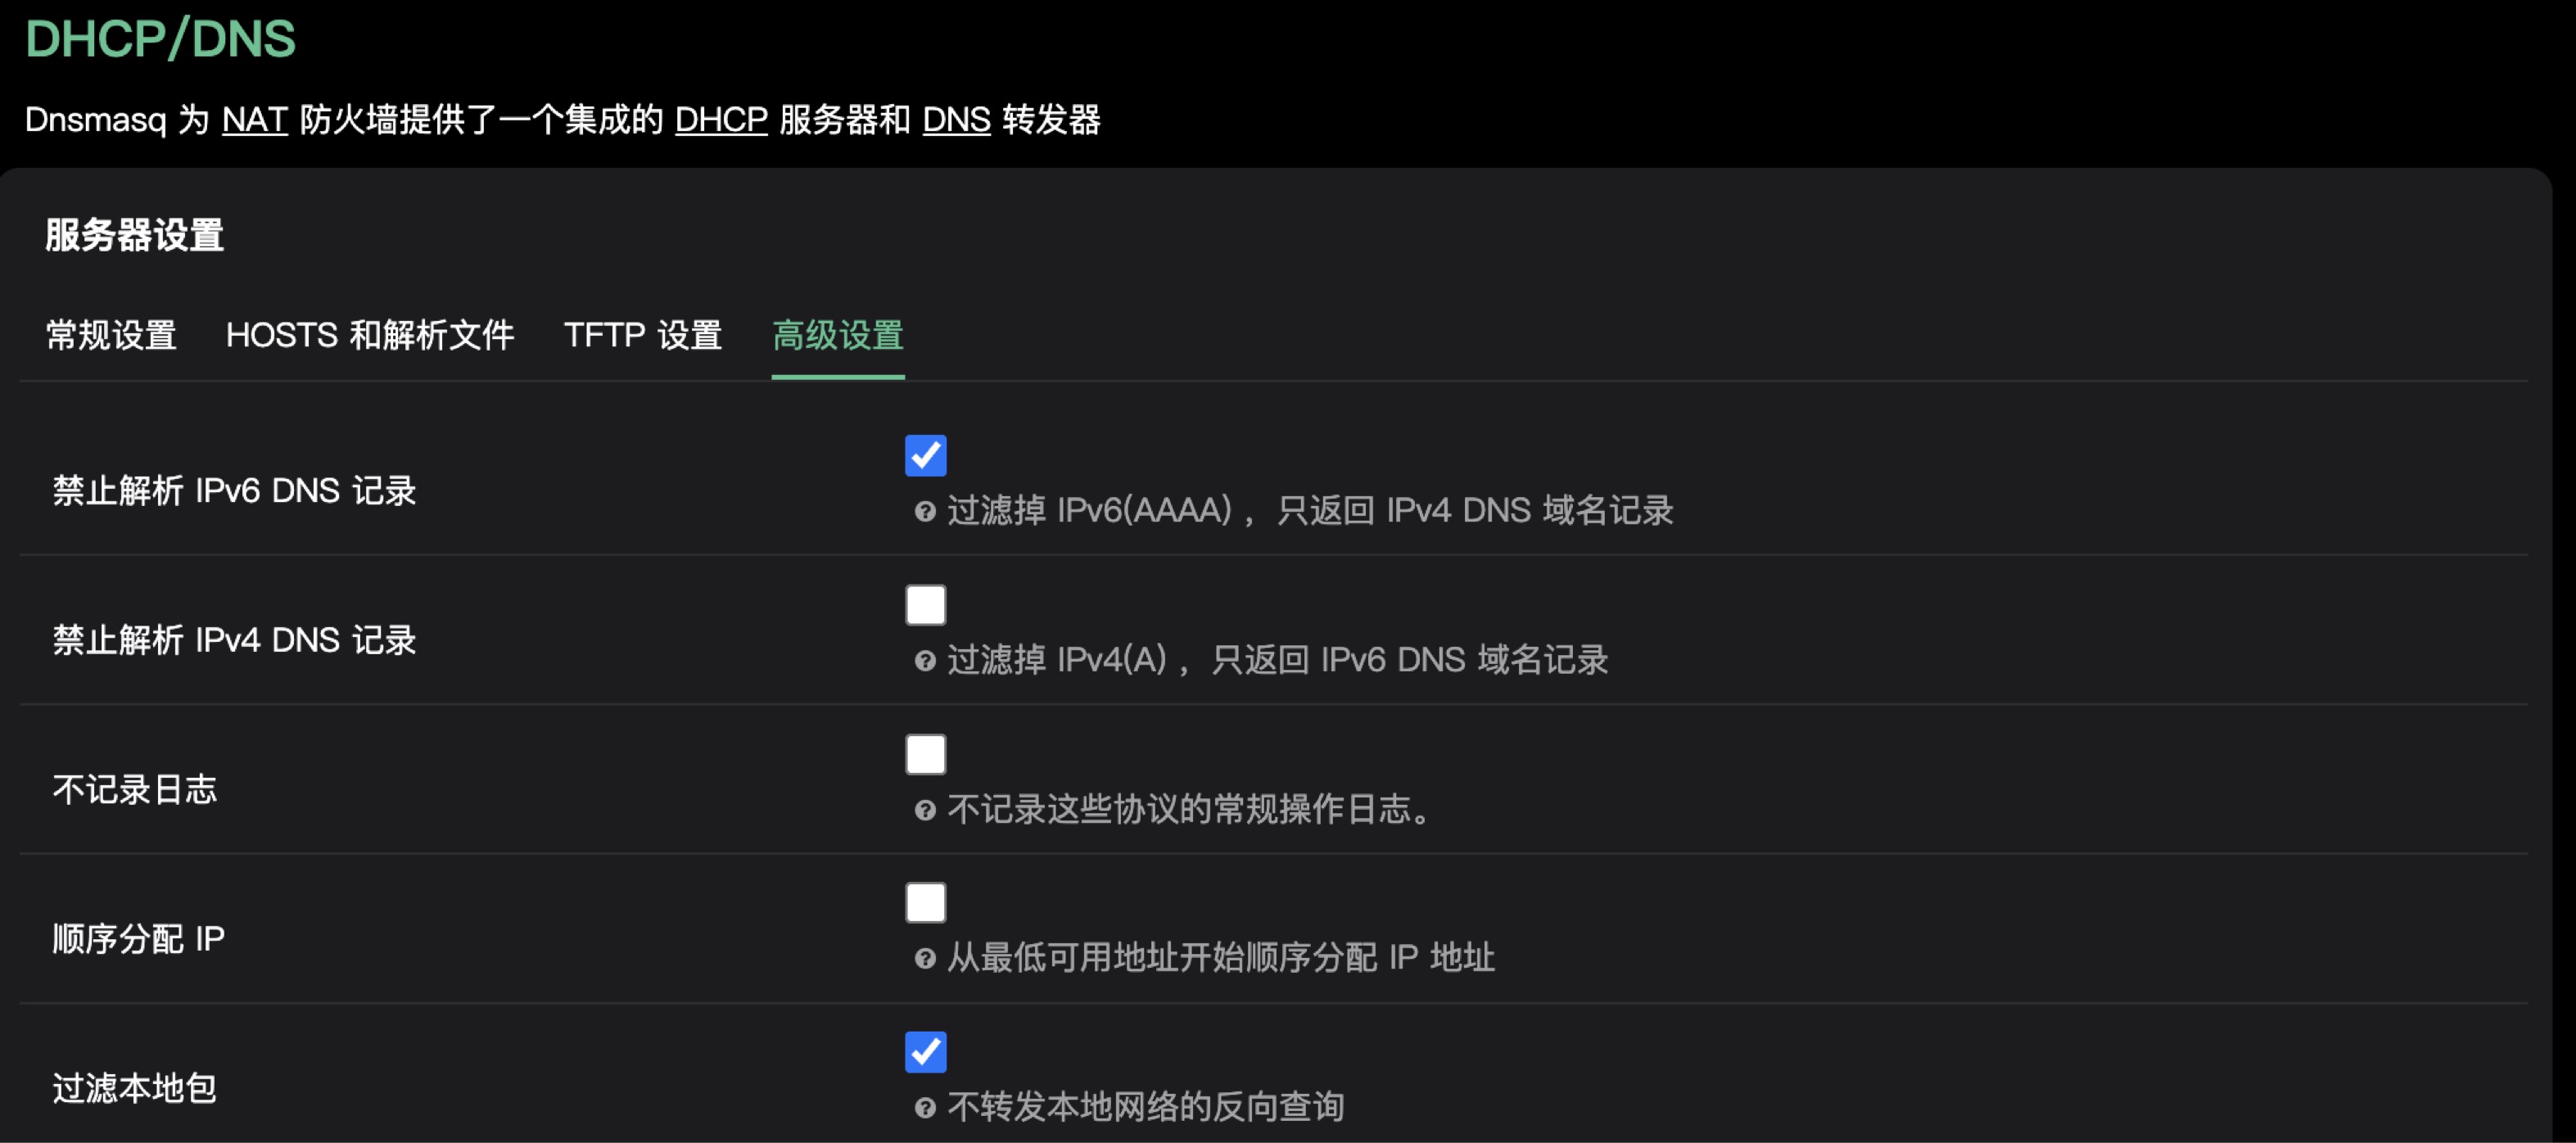 DHCP/DNS
Dnsmasq 为 NAT 防火墙提供了一个集成的 DHCP 服务器和 DNS 转发器
服务器设置
常规设置 HOSTS 和解析文件 TFTP 设置 高级设置
禁止解析 IPv6 DNS 记录
过滤掉 IPv6(AAAA) ，只返回 IPv4 DNS 域名记录
禁止解析 IPv4 DNS 记录
过滤掉 IPv4(A) ，只返回 IPv6 DNS 域名记录
不记录日志
不记录这些协议的常规操作日志。
顺序分配 IP
从最低可用地址开始顺序分配 IP 地址
过滤本地包
不转发本地网络的反向查询